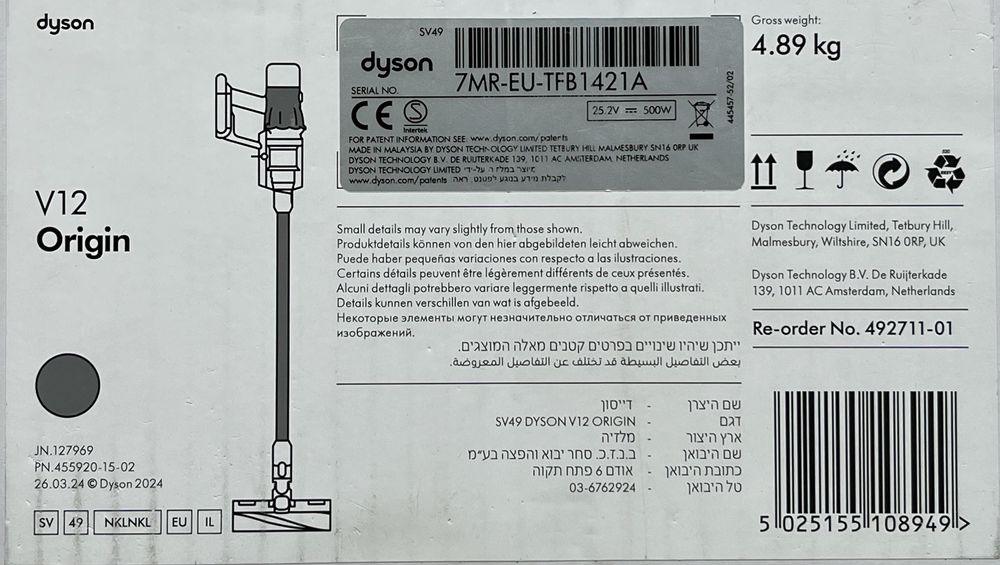 dyson
V12
Origin
JN.127969
PN.455920-15-02
26.03.24 © Dyson 2024
SV 49 NKLNKL EU IL
SV49
dyson
SERIAL NO.
7MR-EU-TFB1421A
CE
S
Intertek
25.2V ⎓ 500W
445457-52/02
FOR PATENT INFORMATION SEE: www.dyson.com/patents
MADE IN MALAYSIA BY DYSON TECHNOLOGY LIMITED TETBURY HILL MALMESBURY SN16 0RP UK
DYSON TECHNOLOGY B.V. DE RUIJTERKADE 139, 1011 AC AMSTERDAM, NETHERLANDS
DYSON TECHNOLOGY LIMITED מיוצר במלזיה על-ידי
www.dyson.com/patents לקבלת מידע בנוגע לפטנט, ראה:
Small details may vary slightly from those shown.
Produktdetails können von den hier abgebildeten leicht abweichen.
Puede haber pequeñas variaciones con respecto a las ilustraciones.
Certains détails peuvent être légèrement différents de ceux présentés.
Alcuni dettagli potrebbero variare leggermente rispetto a quelli illustrati.
Details kunnen verschillen van wat is afgebeeld.
Некоторые элементы могут незначительно отличаться от приведенных
изображений.
ייתכן שיהיו שינויים בפרטים קטנים מאלה המוצגים.
بعض التفاصيل البسيطة قد تختلف عن التفاصيل المعروضة.
שם היצרן - דייסון
דגם - SV49 DYSON V12 ORIGIN
ארץ היצור - מלזיה
שם היבואן - ב.נ.ז.כ. סחר יבוא והפצה בע״מ
כתובת היבואן - אודם 6 פתח תקוה
טל היבואן - 03-6762924
Gross weight:
4.89 kg
Dyson Technology Limited, Tetbury Hill,
Malmesbury, Wiltshire, SN16 0RP, UK
Dyson Technology B.V. De Ruijterkade
139, 1011 AC Amsterdam, Netherlands
Re-order No. 492711-01
5 025155 108949 >